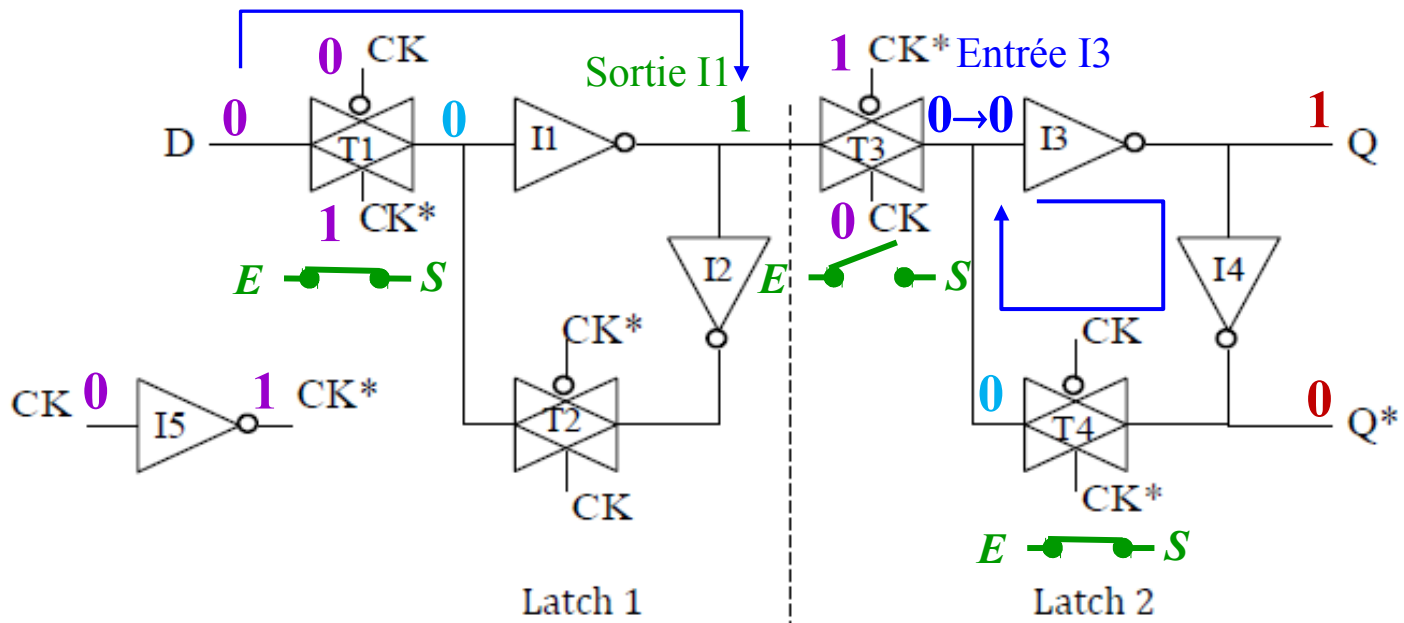 0 CK
Sortie I1
1 CK* Entrée I3
D 0 T1 0 I1 1 T3 0→0 I3 1 Q
1 CK*
0 CK
E S
I2
E S
I4
CK*
CK
CK 0 I5 1 CK*
T2
0 T4 0 Q*
CK
CK*
E S
Latch 1
Latch 2